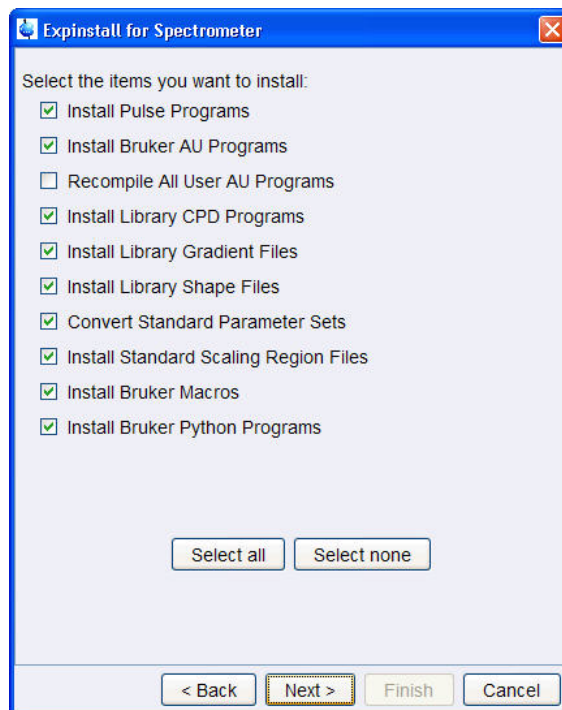 Expinstall for Spectrometer
Select the items you want to install:
Install Pulse Programs
Install Bruker AU Programs
Recompile All User AU Programs
Install Library CPD Programs
Install Library Gradient Files
Install Library Shape Files
Convert Standard Parameter Sets
Install Standard Scaling Region Files
Install Bruker Macros
Install Bruker Python Programs
Select all Select none
< Back Next > Finish Cancel